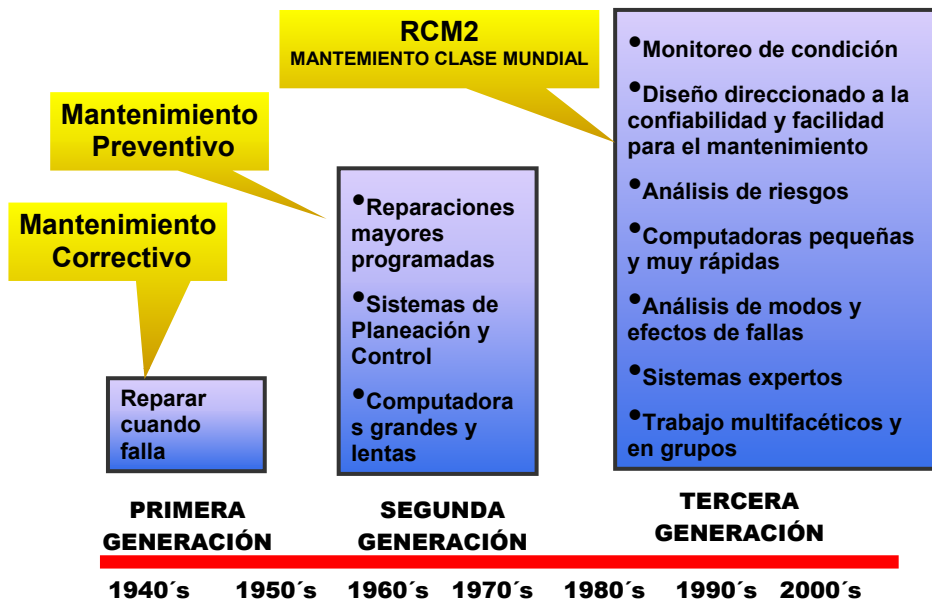 RCM2
MANTEMIENTO CLASE MUNDIAL
Mantenimiento
Preventivo
Mantenimiento
Correctivo
Reparar
cuando
falla
•Reparaciones
mayores
programadas
•Sistemas de
Planeación y
Control
•Computadora
s grandes y
lentas
•Monitoreo de condición
•Diseño direccionado a la
confiabilidad y facilidad
para el mantenimiento
•Análisis de riesgos
•Computadoras pequeñas
y muy rápidas
•Análisis de modos y
efectos de fallas
•Sistemas expertos
•Trabajo multifacéticos y
en grupos
PRIMERA
GENERACIÓN
SEGUNDA
GENERACIÓN
TERCERA
GENERACIÓN
1940´s 1950´s 1960´s 1970´s 1980´s 1990´s 2000´s